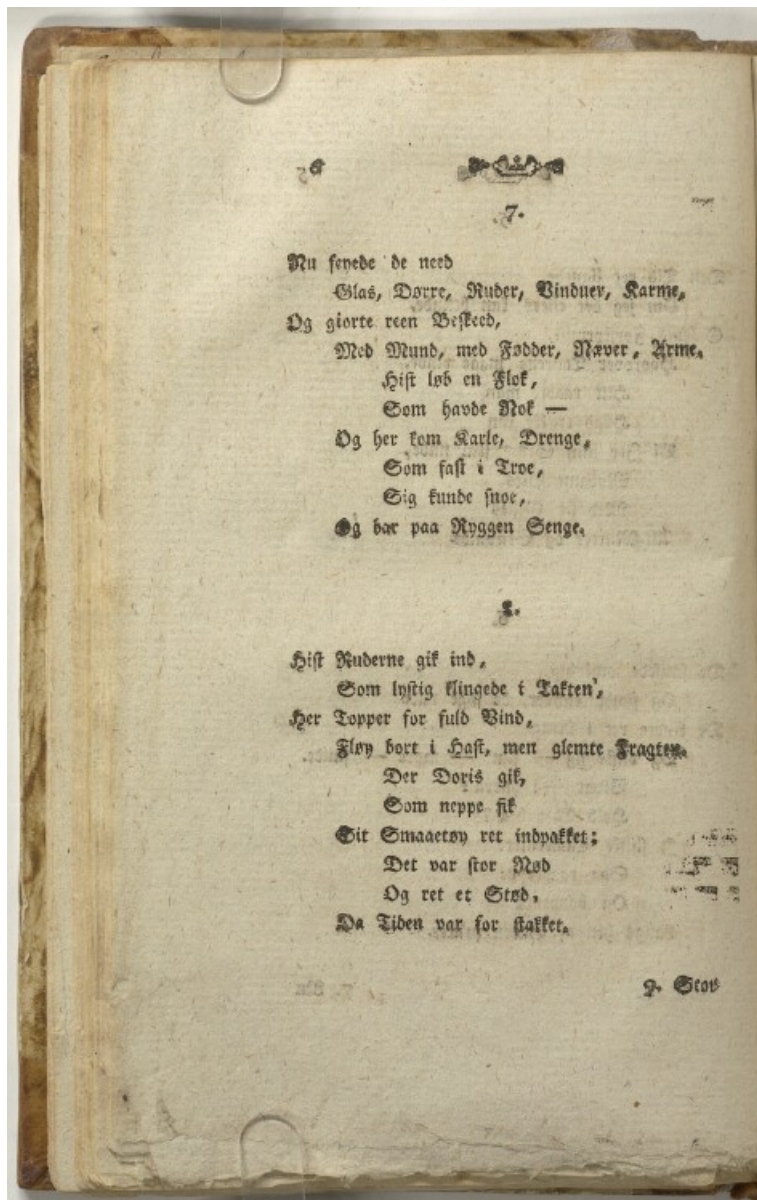 7.
Nu feyede de need
Glas, Dørre, Ruder, Vinduer, Karme,
Og giorte reen Beskeed,
Med Mund, med Fødder, Næver, Arme.
Hist løb en Flok,
Som havde Nok —
Og her kom Karle, Drenge,
Som fast i Troe,
Sig kunde snoe,
Og bar paa Ryggen Senge.
8.
Hist Ruderne gik ind,
Som lystig klingede i Takten',
Her Topper for fuld Vind,
Fløy bort i Hast, men glemte Fragten.
Der Doris gik,
Som neppe fik
Sit Smaaetøy ret indpakket;
Det var stor Nød
Og ret et Stød,
Da Tiden var for stakket.
9. Stov